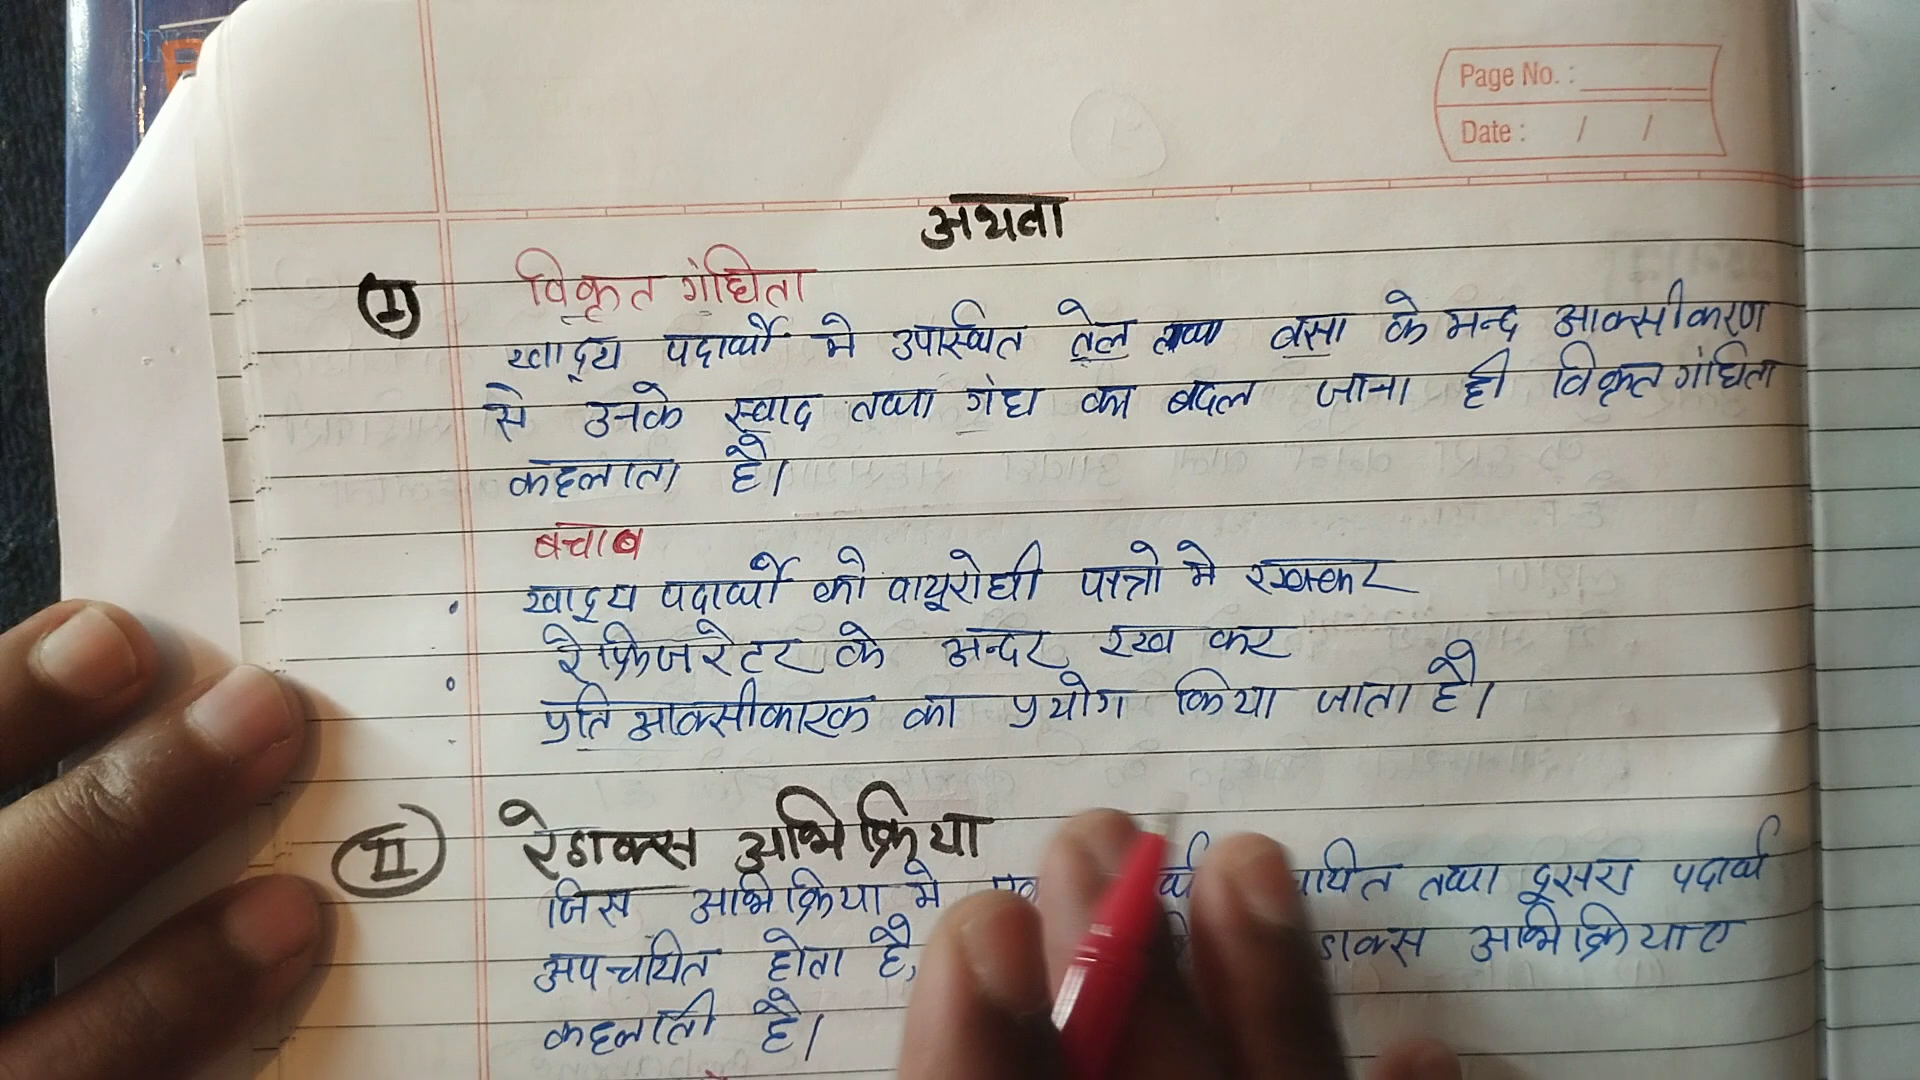 Page No. :
Date : / /
अथवा
I विकृत गंधिता
खाद्य पदार्थो मे उपस्थित तेल तथा वसा के मन्द आक्सीकरण
से उनके स्वाद तथा गंध का बदल जाना ही विकृत गंधिता
कहलाता है।
बचाव
• खाद्य पदार्थो को वायुरोधी पात्रो मे रखकर
• रेफ्रिजरेटर के अन्दर रख कर
• प्रति आक्सीकारक का प्रयोग किया जाता है।
II रेडाक्स अभिक्रिया
जिस अभिक्रिया मे तथा दूसरा पदार्थ
अपचयित होता है, अभिक्रियाए
कहलाती है।